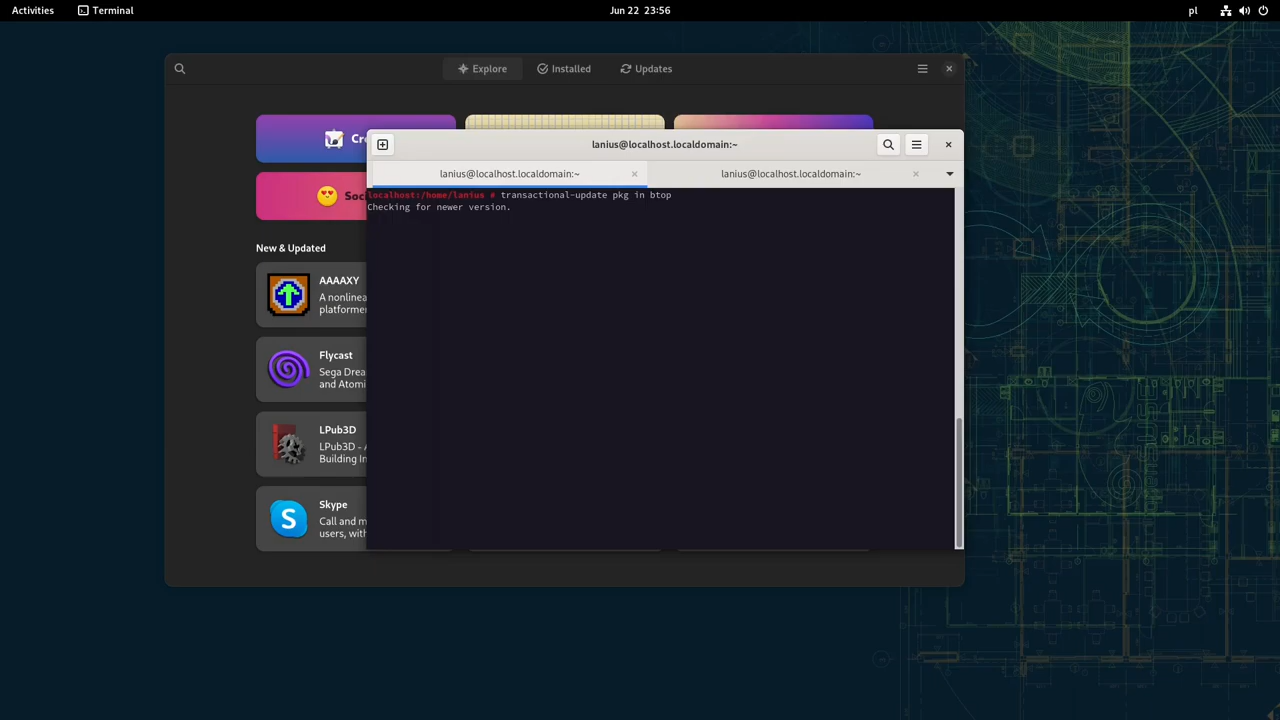 Activities
Terminal
Jun 22 23:56
pl
Explore
Installed
Updates
Soc
New & Updated
AAAAXY
A nonlinea
platforme
Flycast
Sega Drea
and Atomi
LPub3D
LPub3D - A
Building In
Skype
Call and m
users, with
lanius@localhost.localdomain:~
lanius@localhost.localdomain:~
lanius@localhost.localdomain:~
localhost:/home/lanius # transactional-update pkg in btop
Checking for newer version.